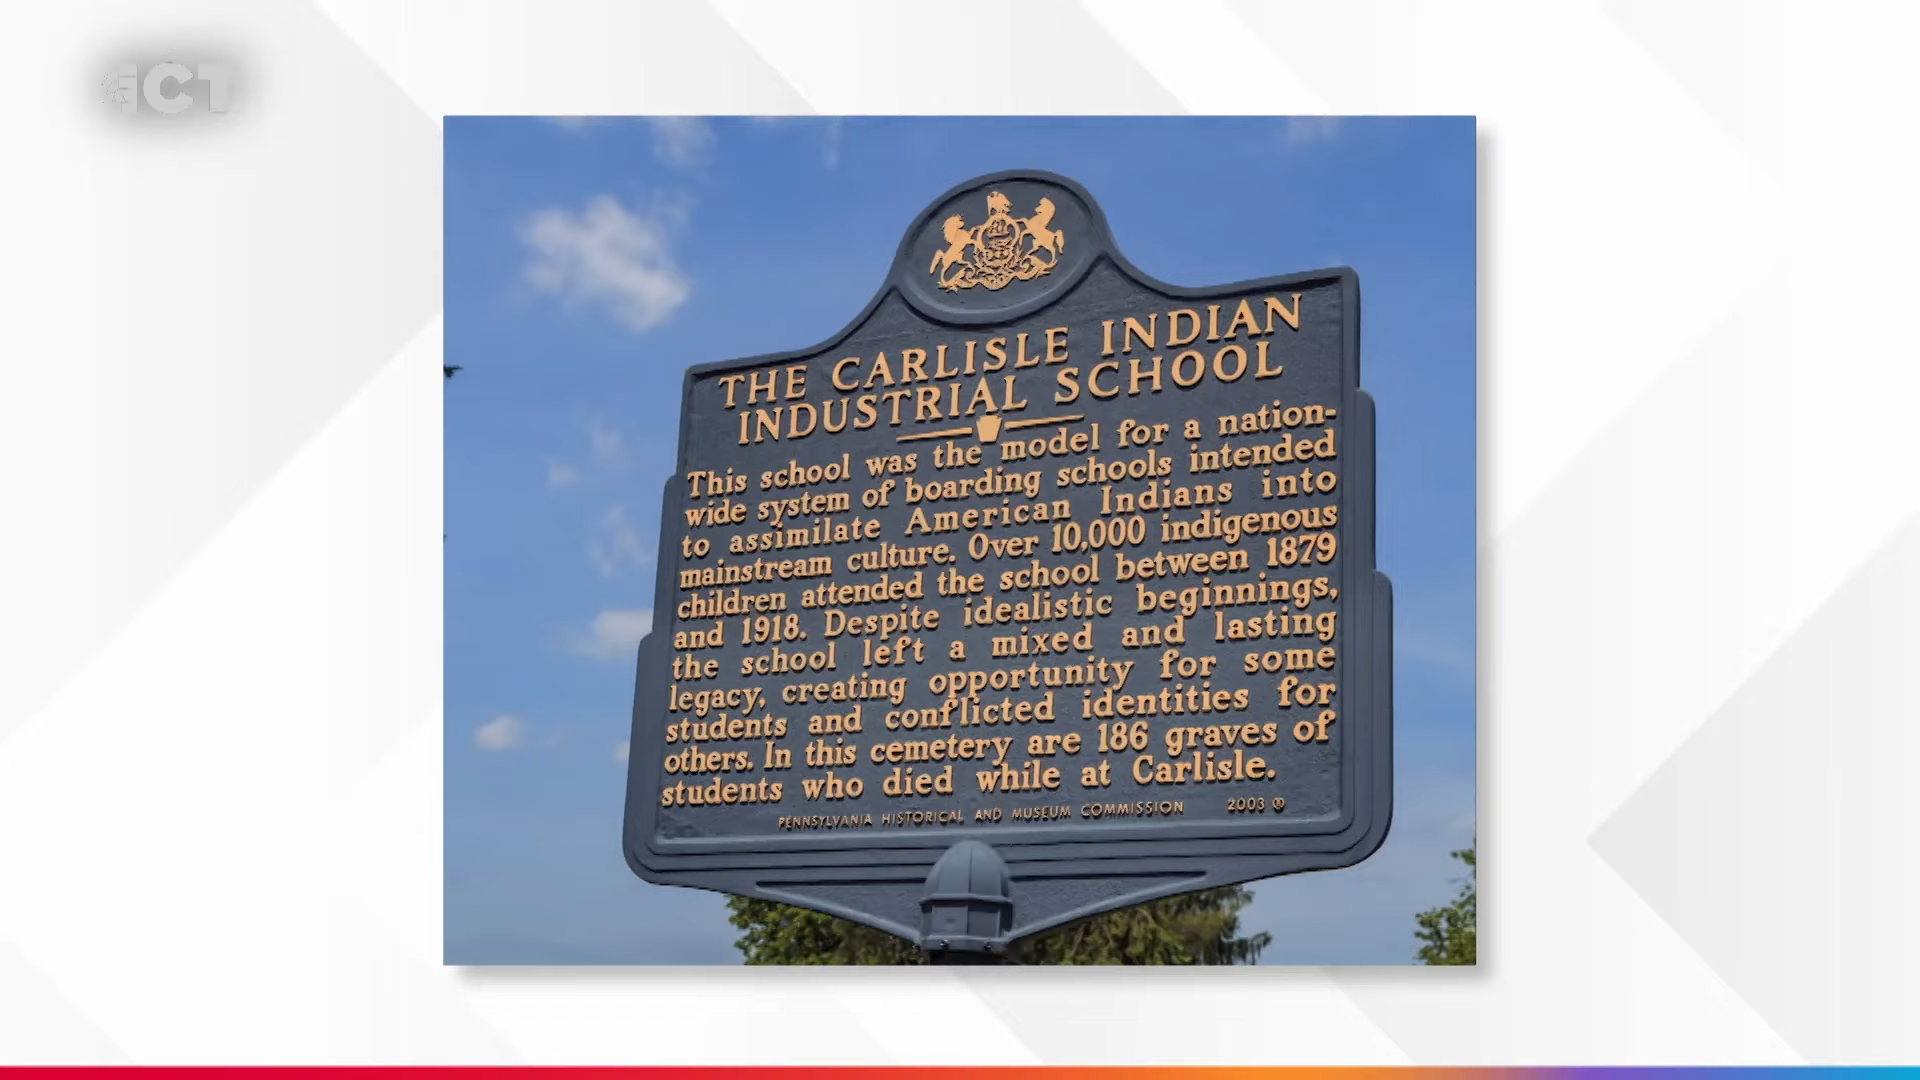 ICT
THE CARLISLE INDIAN
INDUSTRIAL SCHOOL
This school was the model for a nation-
wide system of boarding schools intended
to assimilate American Indians into
mainstream culture. Over 10,000 indigenous
children attended the school between 1879
and 1918. Despite idealistic beginnings,
the school left a mixed and lasting
legacy, creating opportunity for some
students and conflicted identities for
others. In this cemetery are 186 graves of
students who died while at Carlisle.
PENNSYLVANIA HISTORICAL AND MUSEUM COMMISSION 2003